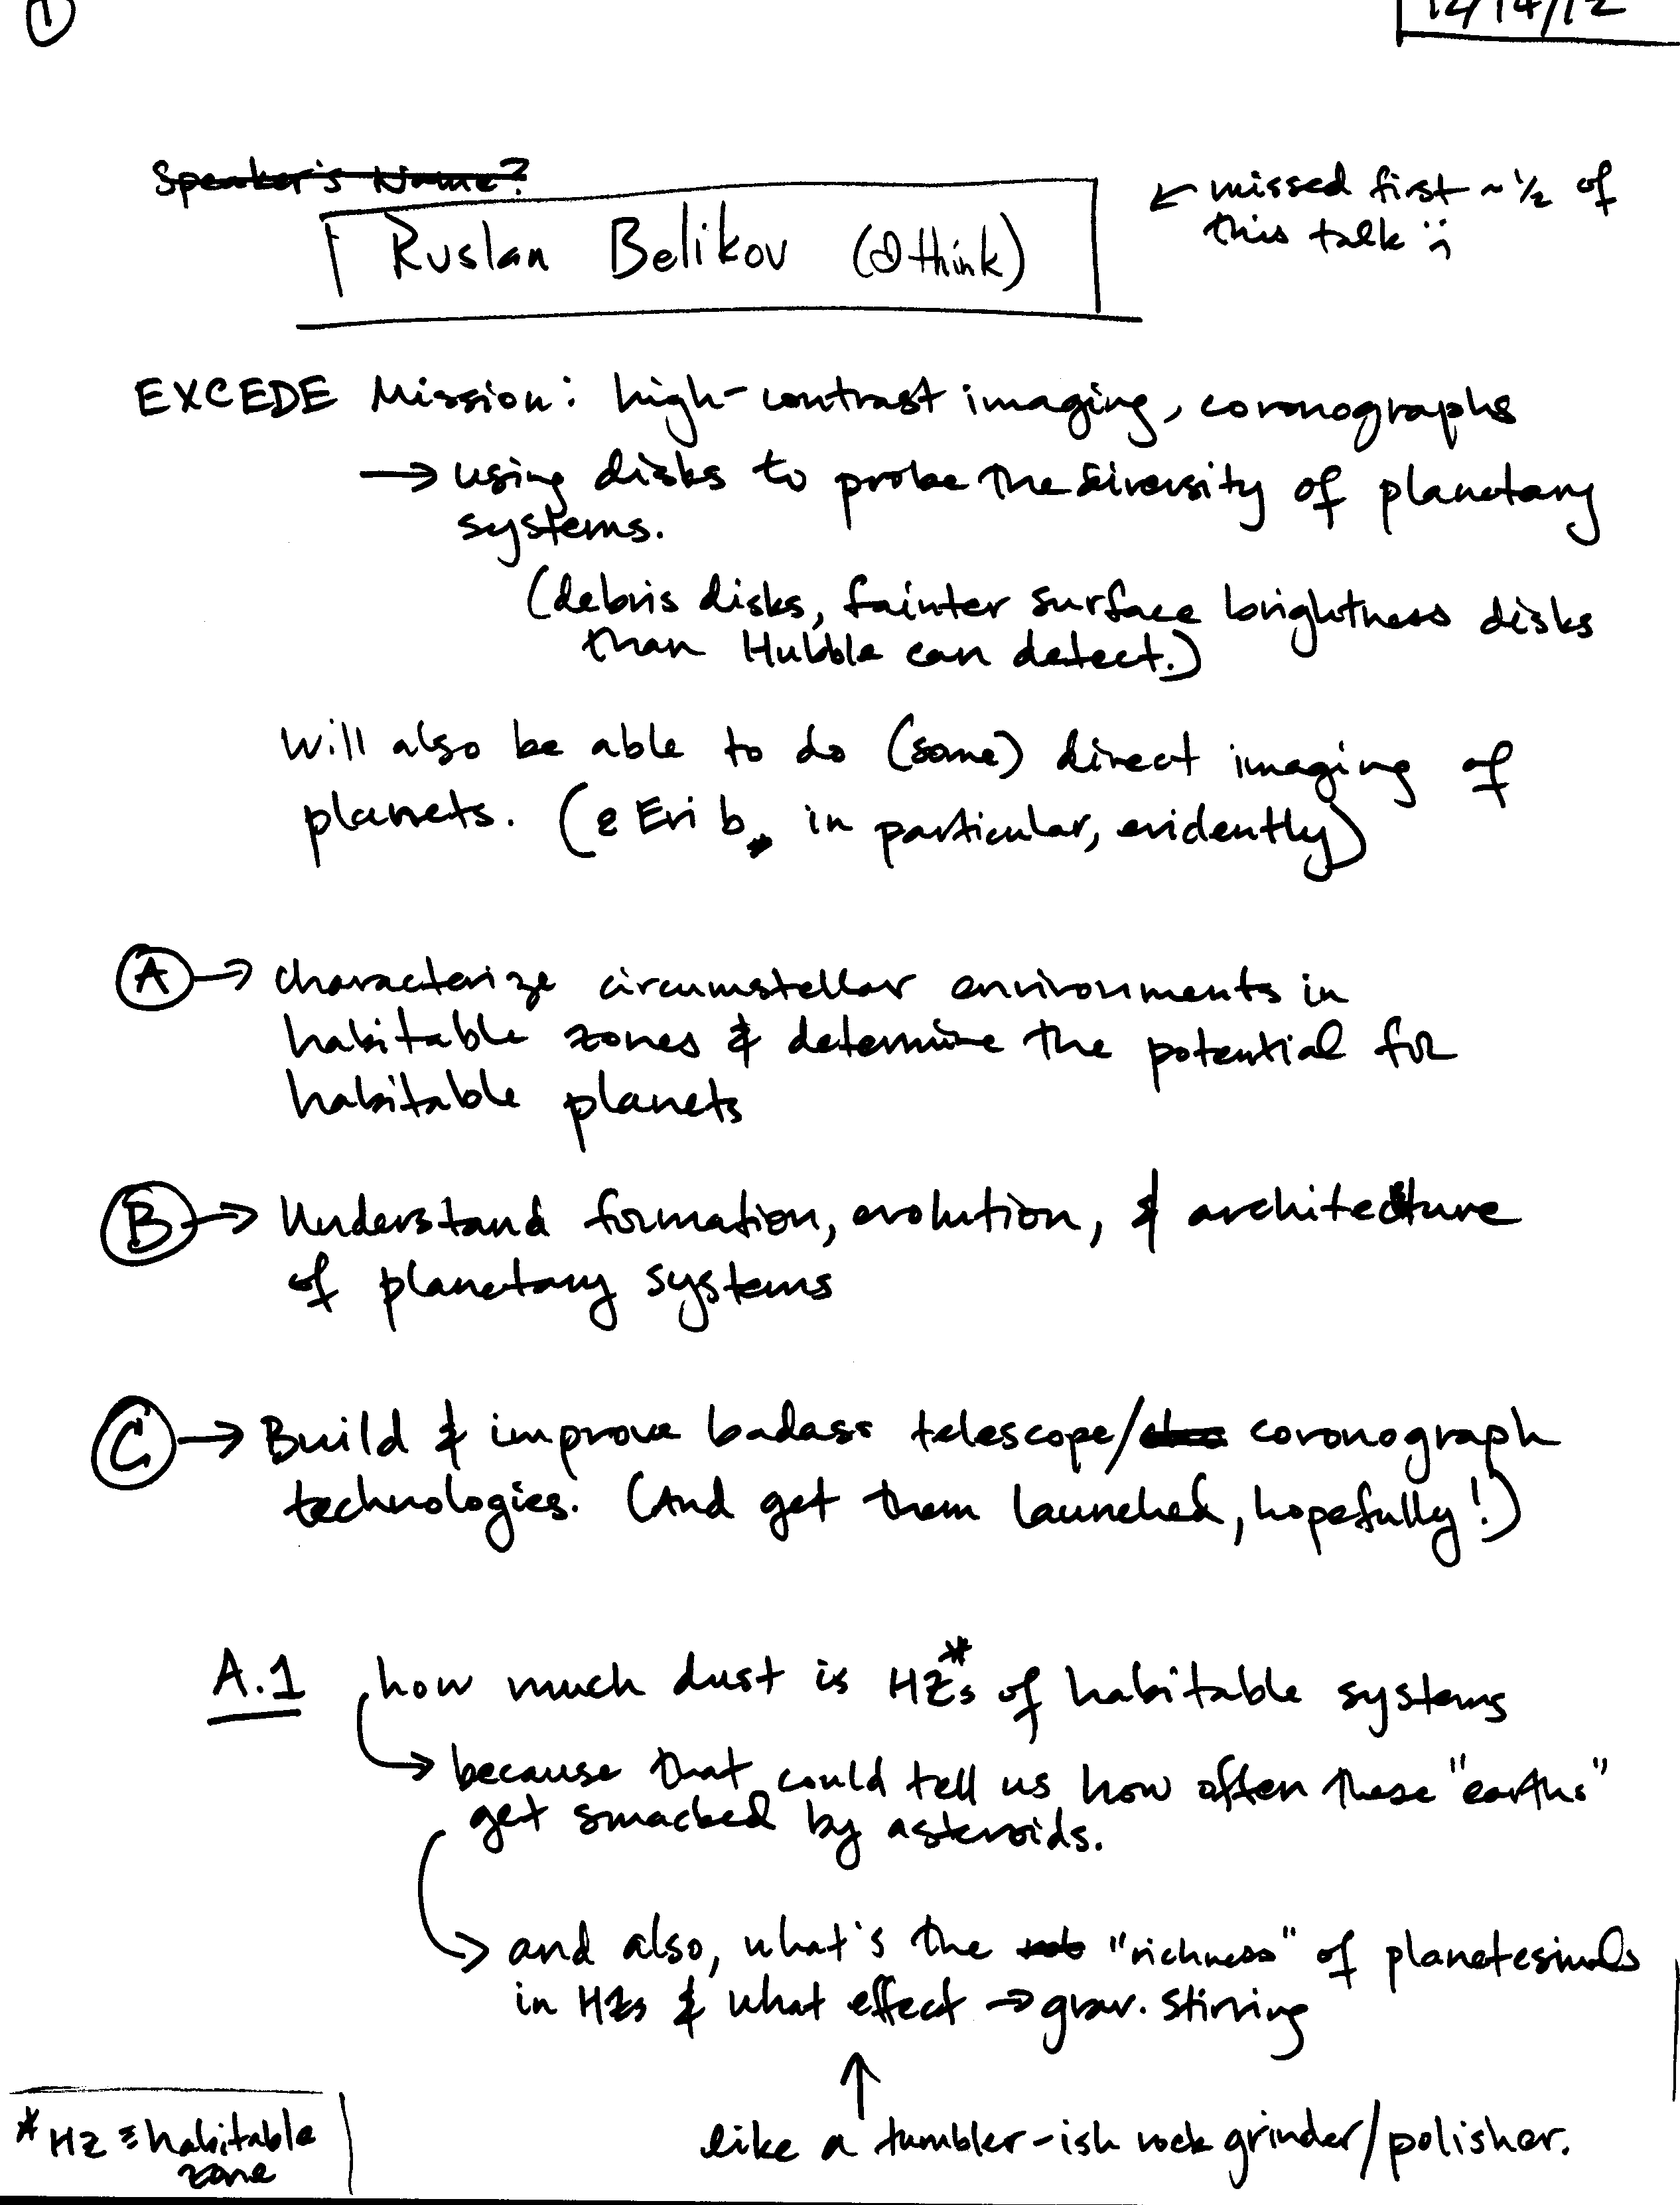 ①
12/14/12
Speaker's Name?
Ruslan Belikov (I think)
← missed first ~ 1/2 of
this talk :(
EXCEDE Mission: high-contrast imaging, coronographs
→ using disks to probe the diversity of planetary
systems.
(debris disks, fainter surface brightness disks
than Hubble can detect.)
Will also be able to do (some) direct imaging of
planets. (ε Eri b, in particular, evidently)
Ⓐ → characterize circumstellar environments in
habitable zones & determine the potential for
habitable planets
Ⓑ → Understand formation, evolution, & architecture
of planetary systems
Ⓒ → Build & improve badass telescope/ coronograph
technologies. (And get them launched, hopefully!)
A.1 how much dust is HZs* of habitable systems
→ because that could tell us how often these "earths"
get smacked by asteroids.
→ and also, what's the "richness" of planetesimals
in HZs & what effect → grav. stirring
↑
like a tumbler-ish rock grinder/polisher.
* HZ ≡ habitable
zone